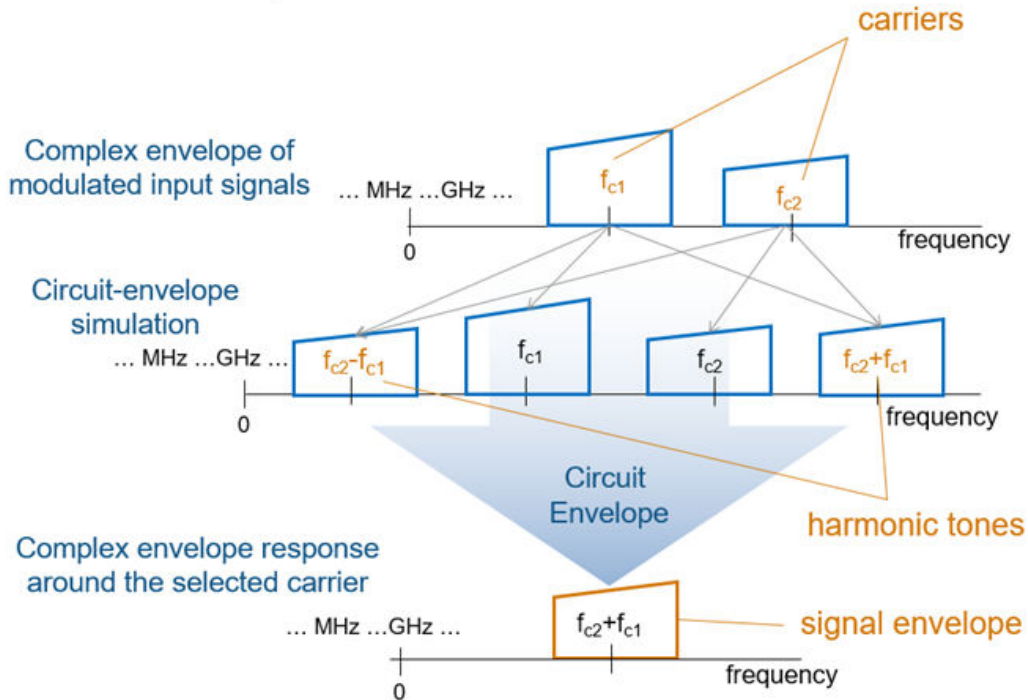 carriers
Complex envelope of
modulated input signals
... MHz ...GHz ...
f_c1
f_c2
0
frequency
Circuit-envelope
simulation
... MHz ...GHz ...
f_c2-f_c1
f_c1
f_c2
f_c2+f_c1
0
frequency
Circuit
Envelope
harmonic tones
Complex envelope response
around the selected carrier
... MHz ...GHz ...
f_c2+f_c1
signal envelope
0
frequency